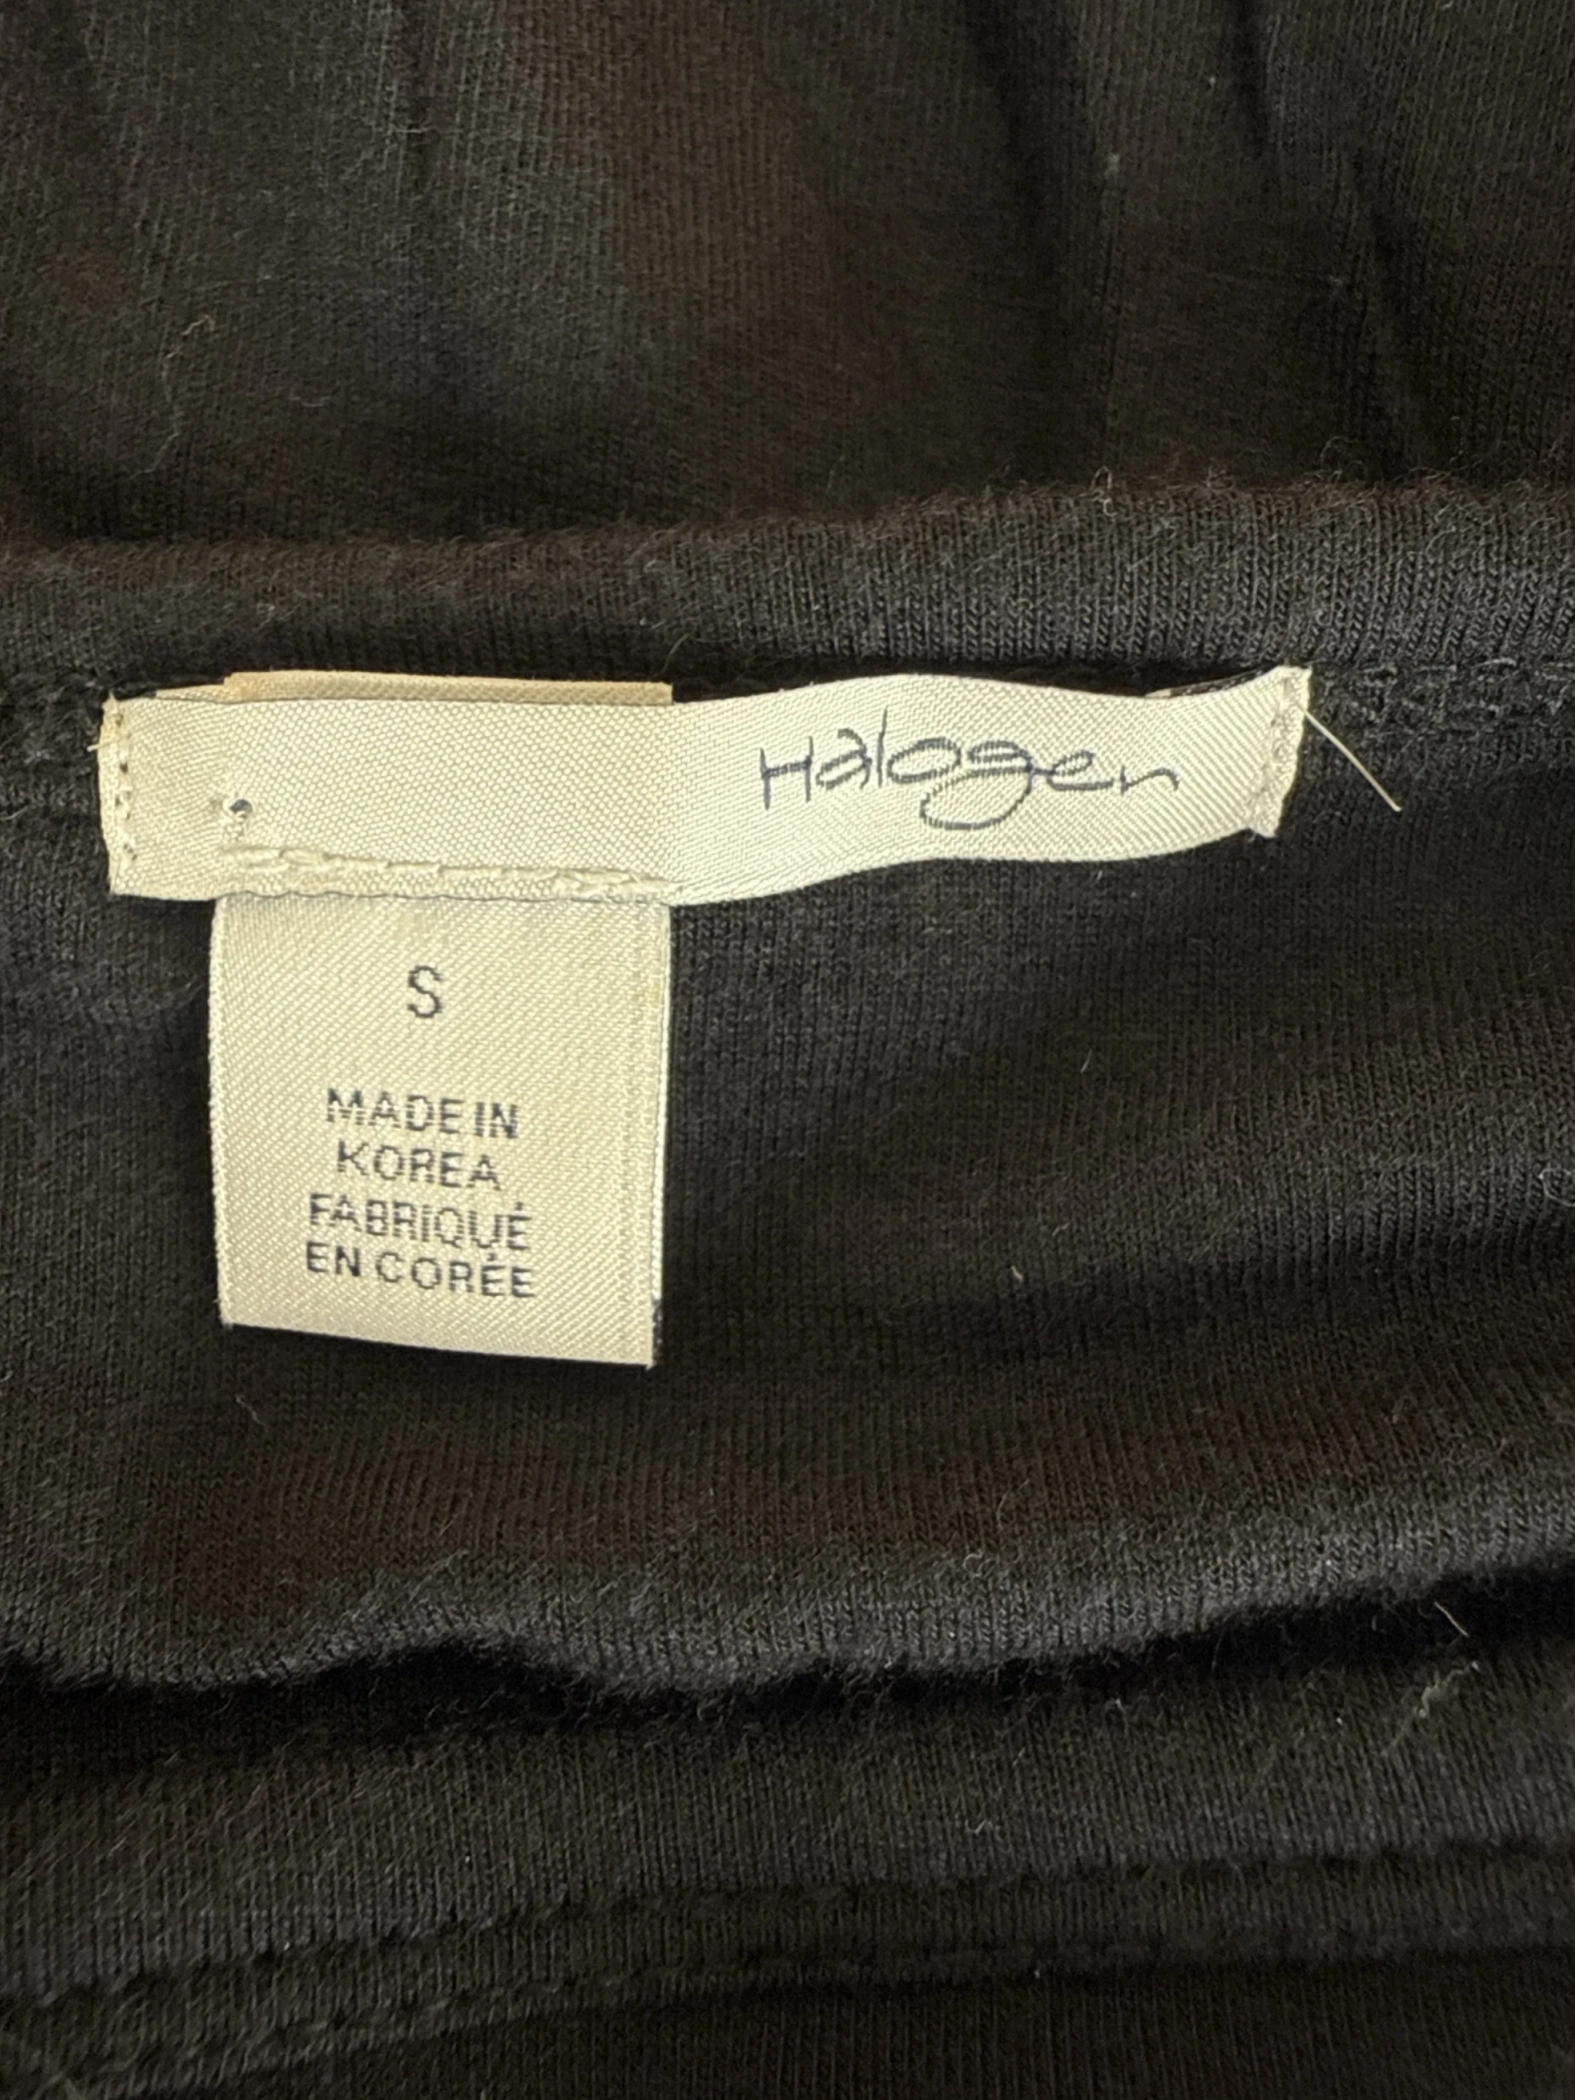 Halogen
S
MADE IN
KOREA
FABRIQUÉ
EN CORÉE